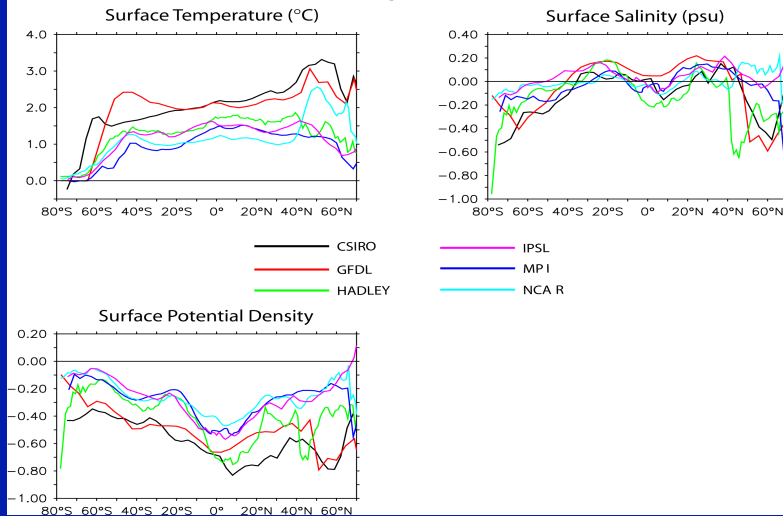 Surface Temperature (°C)
4.0
3.0
2.0
1.0
0.0
80°S 60°S 40°S 20°S 0° 20°N 40°N 60°N
Surface Salinity (psu)
0.40
0.20
0.00
−0.20
−0.40
−0.60
−0.80
−1.00
80°S 60°S 40°S 20°S 0° 20°N 40°N 60°N
CSIRO
GFDL
HADLEY
IPSL
MP I
NCA R
Surface Potential Density
0.20
0.00
−0.20
−0.40
−0.60
−0.80
−1.00
80°S 60°S 40°S 20°S 0° 20°N 40°N 60°N